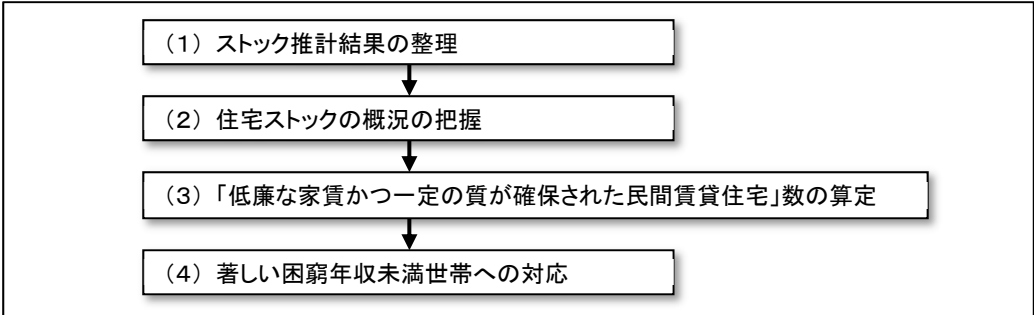 （１） ストック推計結果の整理
（２） 住宅ストックの概況の把握
（３） 「低廉な家賃かつ一定の質が確保された民間賃貸住宅」数の算定
（４） 著しい困窮年収未満世帯への対応